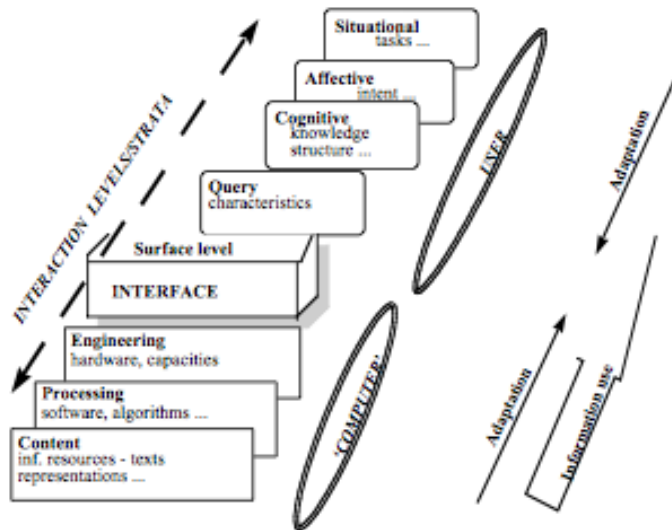 Situational
tasks ...
Affective
intent ...
Cognitive
knowledge
structure ...
Query
characteristics
Surface level
INTERFACE
Engineering
hardware, capacities
Processing
software, algorithms ...
Content
inf. resources - texts
representations ...
INTERACTION LEVELS/STRATA
USER
'COMPUTER'
Adaptation
Adaptation
Information use